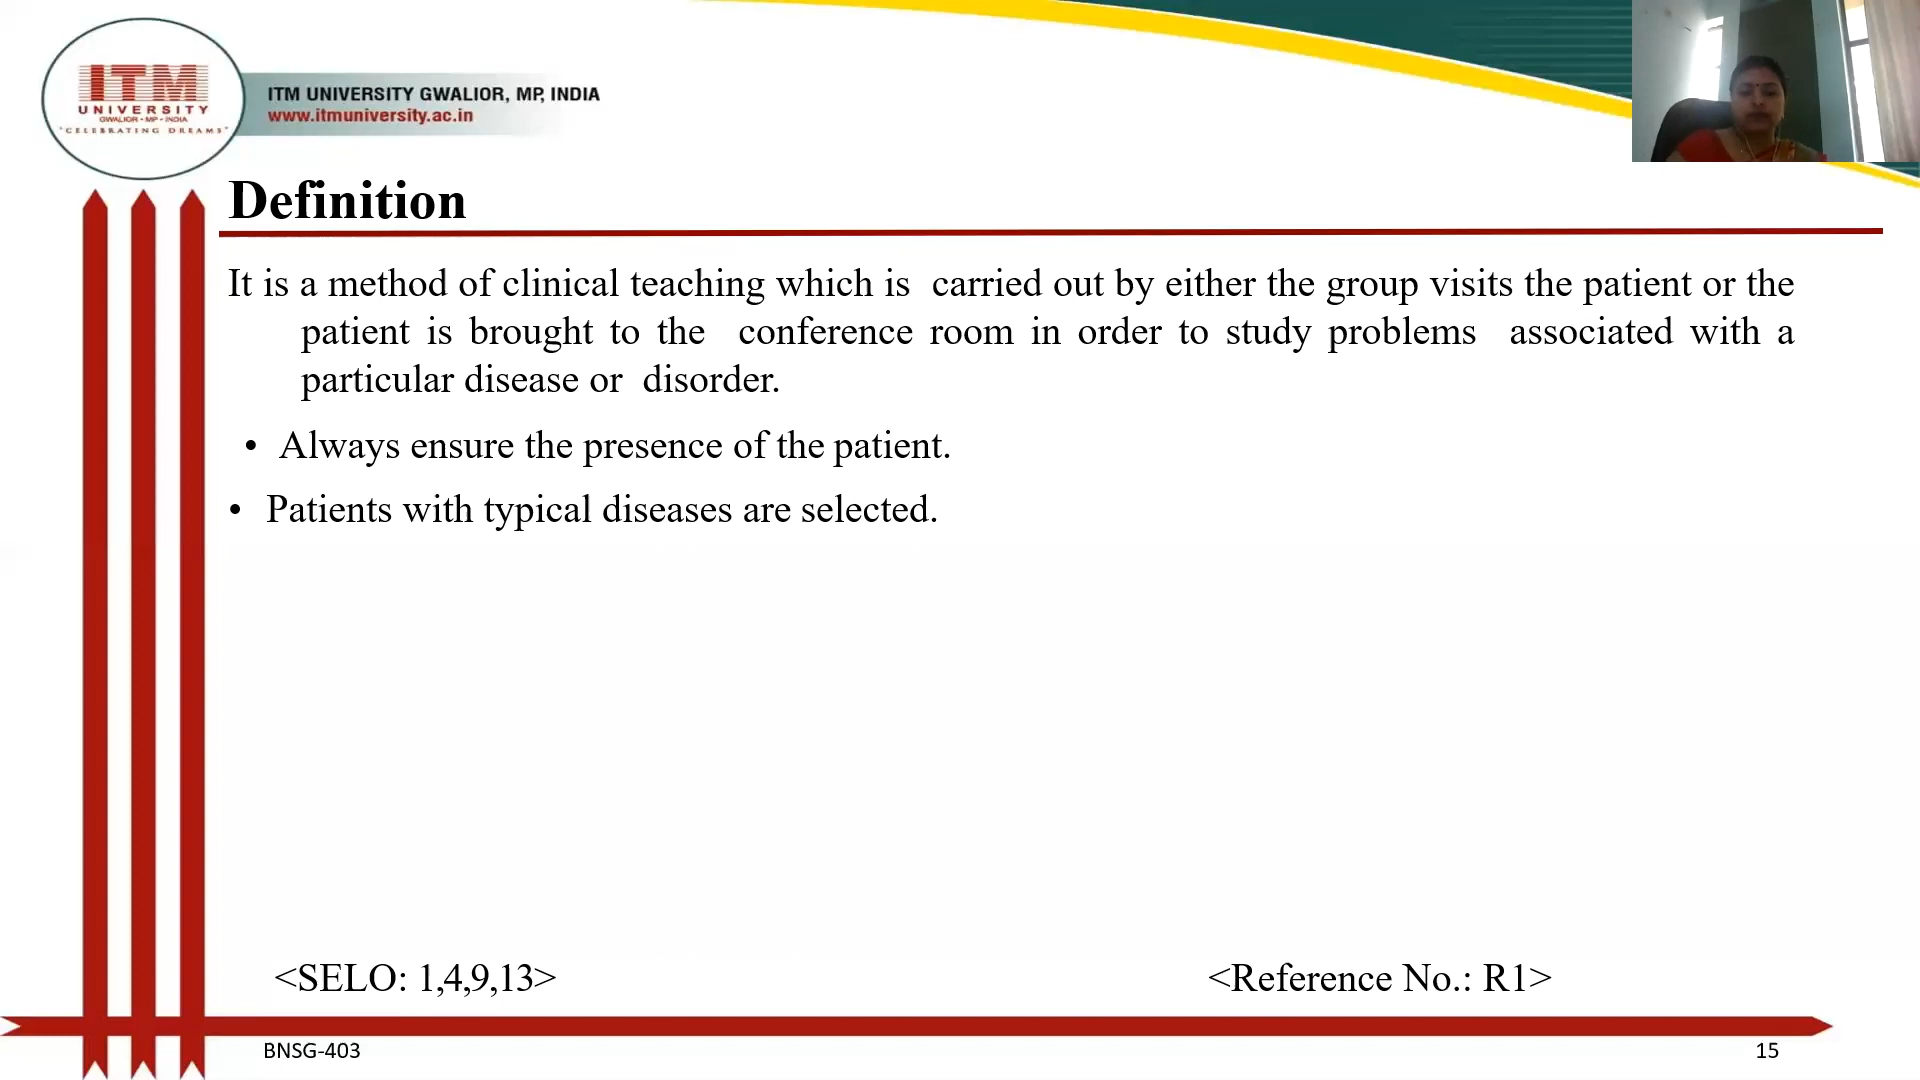 ITM
UNIVERSITY
GWALIOR • MP • INDIA
"CELEBRATING DREAMS"
ITM UNIVERSITY GWALIOR, MP, INDIA
www.itmuniversity.ac.in
Definition
It is a method of clinical teaching which is carried out by either the group visits the patient or the
patient is brought to the conference room in order to study problems associated with a
particular disease or disorder.
• Always ensure the presence of the patient.
• Patients with typical diseases are selected.
<SELO: 1,4,9,13>
<Reference No.: R1>
BNSG-403
15